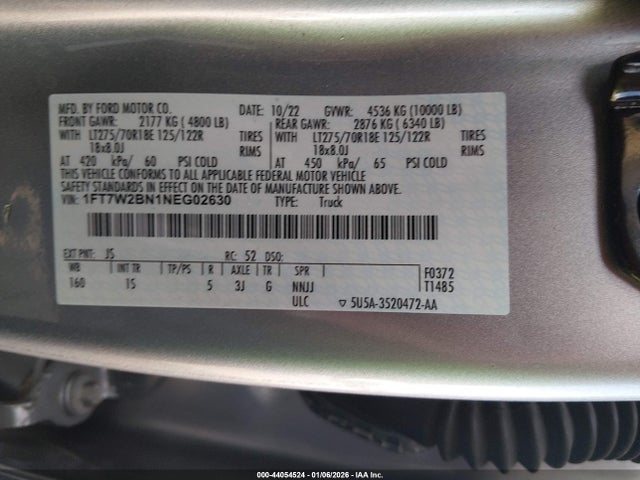 MFD. BY FORD MOTOR CO. DATE: 10/22 GVWR: 4536 KG (10000 LB)
FRONT GAWR: 2177 KG ( 4800 LB) REAR GAWR: 2876 KG ( 6340 LB)
WITH LT275/70R18E 125/122R TIRES WITH LT275/70R18E 125/122R TIRES
18x8.0J RIMS 18x8.0J RIMS
AT 420 kPa/ 60 PSI COLD AT 450 kPa/ 65 PSI COLD
THIS VEHICLE CONFORMS TO ALL APPLICABLE FEDERAL MOTOR VEHICLE
SAFETY STANDARDS IN EFFECT ON THE DATE OF MANUFACTURE SHOWN ABOVE.
VIN: 1FT7W2BN1NEG02630 TYPE: Truck
EXT PNT: JS RC: 52 DSO:
WB INT TR TP/PS R AXLE TR SPR F0372
160 IS 5 3J G NNJJ T1485
ULC ▽ 5U5A-3520472-AA
000-44054524 | 01/06/2026 | IAA Inc.